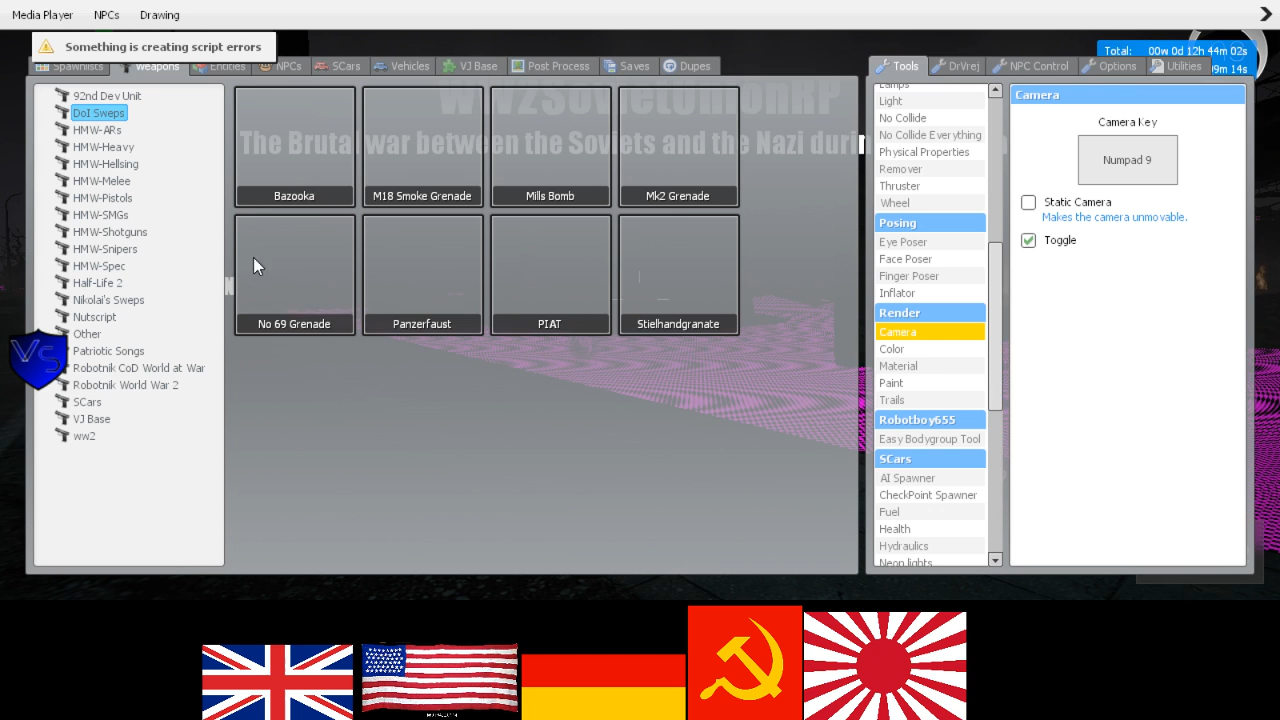 Media Player NPCs Drawing
Something is creating script errors
Total: 00w 0d 12h 44m 02s
09m 14s
Spawnlists Weapons Entities NPCs SCars Vehicles VJ Base Post Process Saves Dupes
Tools DrVrej NPC Control Options Utilities
92nd Dev Unit
DoI Sweps
HMW-ARs
HMW-Heavy
HMW-Hellsing
HMW-Melee
HMW-Pistols
HMW-SMGs
HMW-Shotguns
HMW-Snipers
HMW-Spec
Half-Life 2
Nikolai's Sweps
Nutscript
Other
Patriotic Songs
Robotnik CoD World at War
Robotnik World War 2
SCars
VJ Base
ww2
VS
WW2SovietUnionRP
The Brutal war between the Soviets and the Nazi durin
Bazooka M18 Smoke Grenade Mills Bomb Mk2 Grenade
No 69 Grenade Panzerfaust PIAT Stielhandgranate
Lamps
Light
No Collide
No Collide Everything
Physical Properties
Remover
Thruster
Wheel
Posing
Eye Poser
Face Poser
Finger Poser
Inflator
Render
Camera
Color
Material
Paint
Trails
Robotboy655
Easy Bodygroup Tool
SCars
AI Spawner
CheckPoint Spawner
Fuel
Health
Hydraulics
Neon lights
Camera
Camera Key
Numpad 9
Static Camera
Makes the camera unmovable.
Toggle